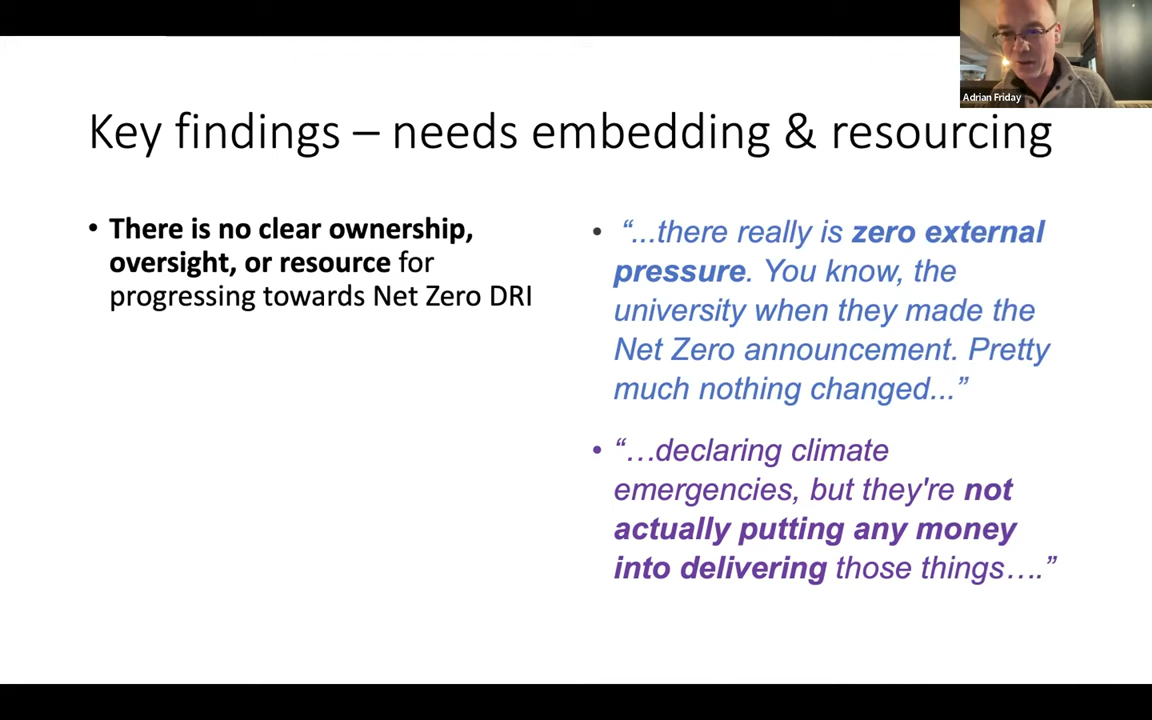 Adrian Friday
Key findings – needs embedding & resourcing
• There is no clear ownership,
oversight, or resource for
progressing towards Net Zero DRI
• “...there really is zero external
pressure. You know, the
university when they made the
Net Zero announcement. Pretty
much nothing changed...”
• “…declaring climate
emergencies, but they're not
actually putting any money
into delivering those things….”